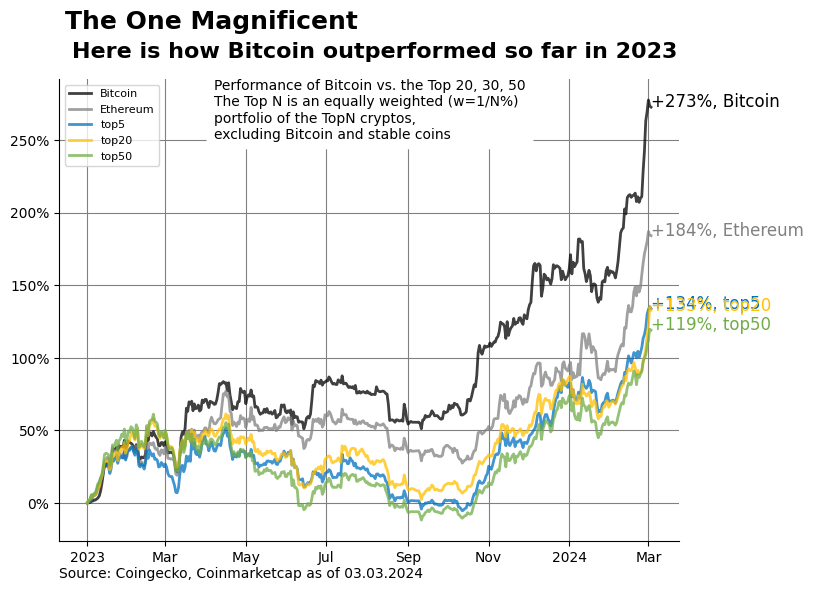 The One Magnificent
Here is how Bitcoin outperformed so far in 2023
Bitcoin
Ethereum
top5
top20
top50
Performance of Bitcoin vs. the Top 20, 30, 50
The Top N is an equally weighted (w=1/N%)
portfolio of the TopN cryptos,
excluding Bitcoin and stable coins
+273%, Bitcoin
+184%, Ethereum
+134%, top5
+133%, top20
+119%, top50
250%
200%
150%
100%
50%
0%
2023 Mar May Jul Sep Nov 2024 Mar
Source: Coingecko, Coinmarketcap as of 03.03.2024